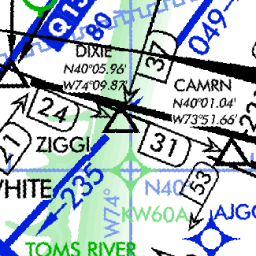 Q15
80
37
049
DIXIE
N40°05.96'
W74°09.87'
CAMRN
N40°01.04'
W73°51.66'
24
21
ZIGGI
31
53
WHITE
235
W74°
N40
KW60A
AJG
TOMS RIVER